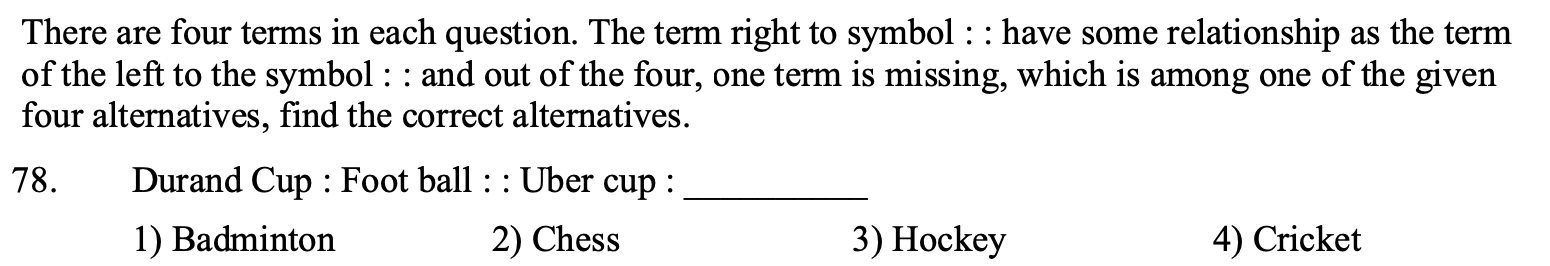 There are four terms in each question. The term right to symbol : : have some relationship as the term
of the left to the symbol : : and out of the four, one term is missing, which is among one of the given
four alternatives, find the correct alternatives.
78. Durand Cup : Foot ball : : Uber cup : __________
1) Badminton 2) Chess 3) Hockey 4) Cricket